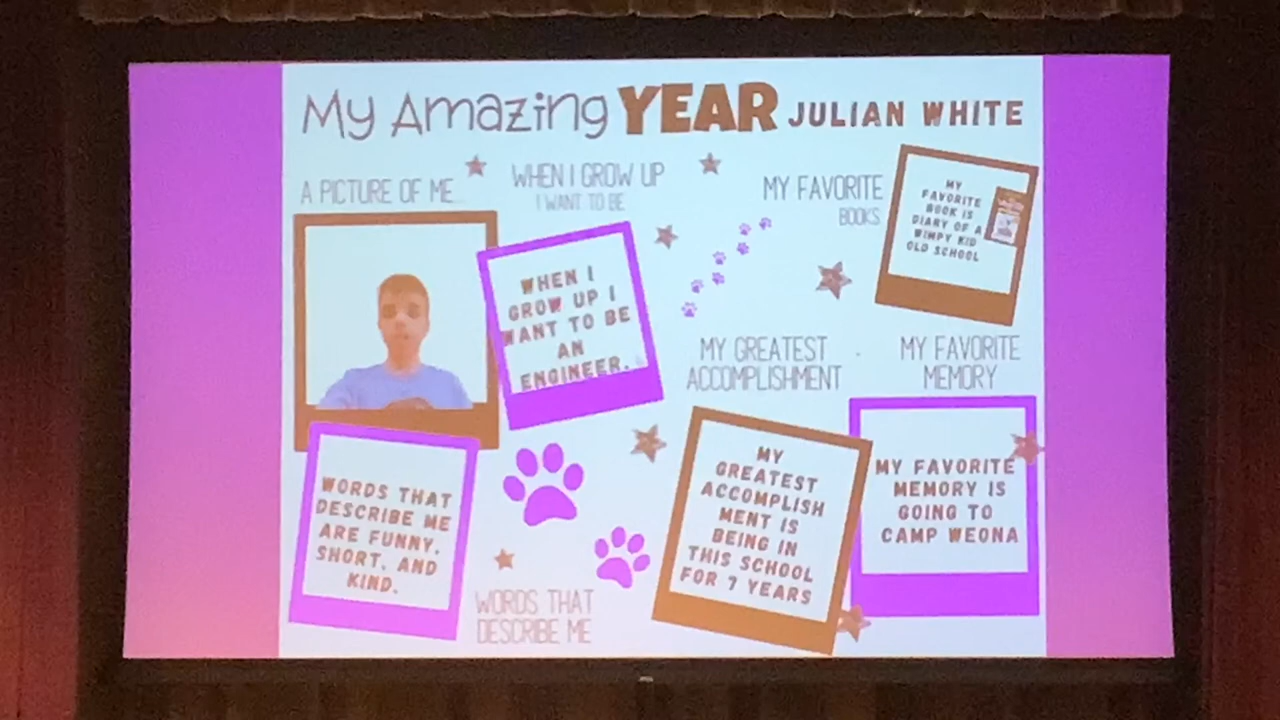 My Amazing YEAR JULIAN WHITE
A PICTURE OF ME...
WHEN I GROW UP
I WANT TO BE
MY FAVORITE
BOOKS
MY
FAVORITE
BOOK IS
DIARY OF A
WIMPY KID
OLD SCHOOL
WHEN I
GROW UP I
WANT TO BE
AN
ENGINEER.
MY GREATEST
ACCOMPLISHMENT
MY FAVORITE
MEMORY
WORDS THAT
DESCRIBE ME
ARE FUNNY,
SHORT, AND
KIND.
MY
GREATEST
ACCOMPLISH
MENT IS
BEING IN
THIS SCHOOL
FOR 7 YEARS
MY FAVORITE
MEMORY IS
GOING TO
CAMP WEONA
WORDS THAT
DESCRIBE ME